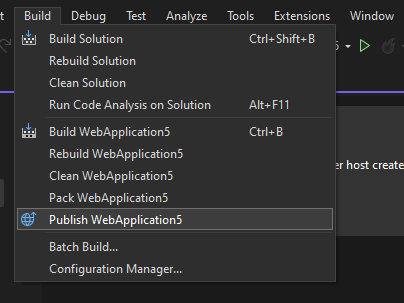 Build Debug Test Analyze Tools Extensions Window
Build Solution Ctrl+Shift+B
Rebuild Solution
Clean Solution
Run Code Analysis on Solution Alt+F11
Build WebApplication5 Ctrl+B
Rebuild WebApplication5
er host create
Clean WebApplication5
Pack WebApplication5
Publish WebApplication5
Batch Build...
Configuration Manager...